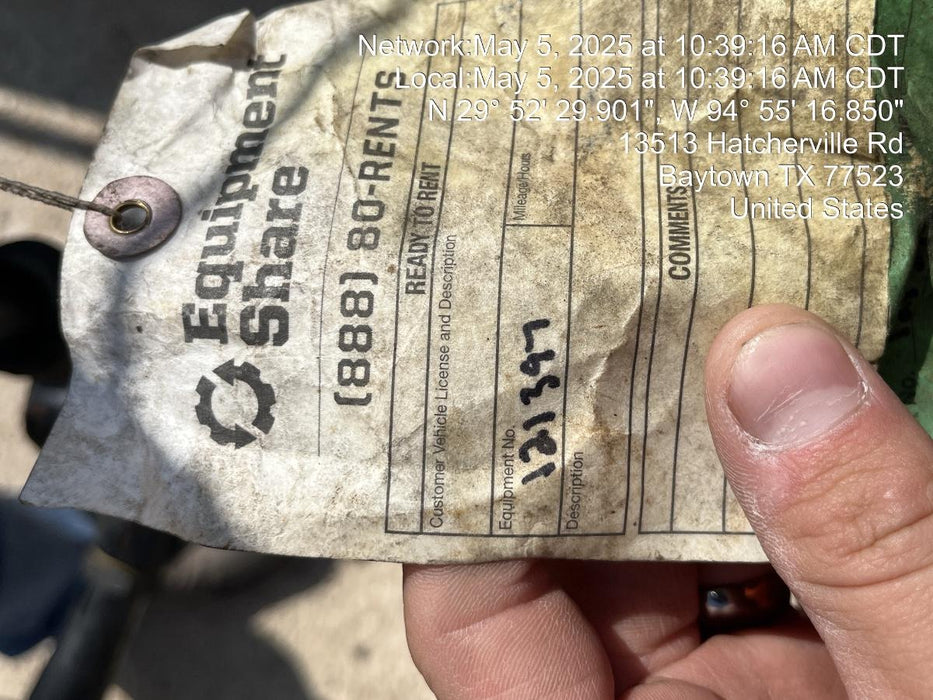 Network:May 5, 2025 at 10:39:16 AM CDT
Local:May 5, 2025 at 10:39:16 AM CDT
N 29° 52' 29.901", W 94° 55' 16.850"
13513 Hatcherville Rd
Baytown TX 77523
United States
Equipment
Share
(888) 80-RENTS
READY TO RENT
Customer Vehicle License and Description
Equipment No.
Mileage/Hours
121397
Description
COMMENTS